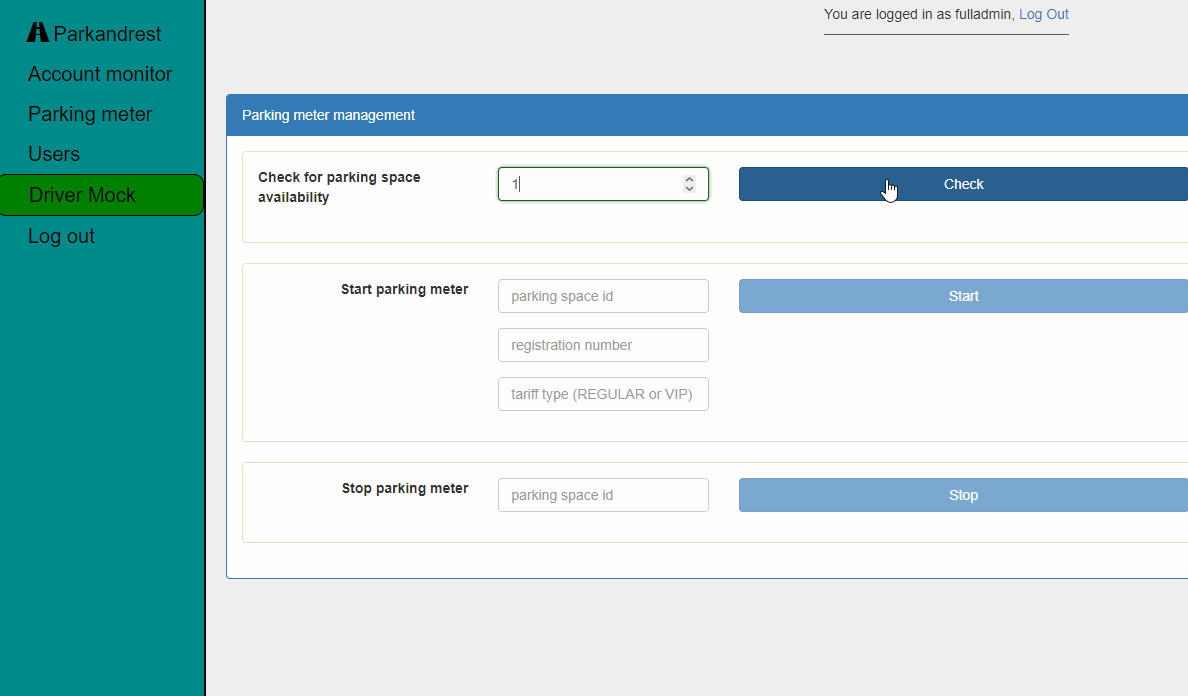 You are logged in as fulladmin, Log Out
Parkandrest
Account monitor
Parking meter
Users
Driver Mock
Log out
Parking meter management
Check for parking space
availability
1
Check
Start parking meter
parking space id
Start
registration number
tariff type (REGULAR or VIP)
Stop parking meter
parking space id
Stop